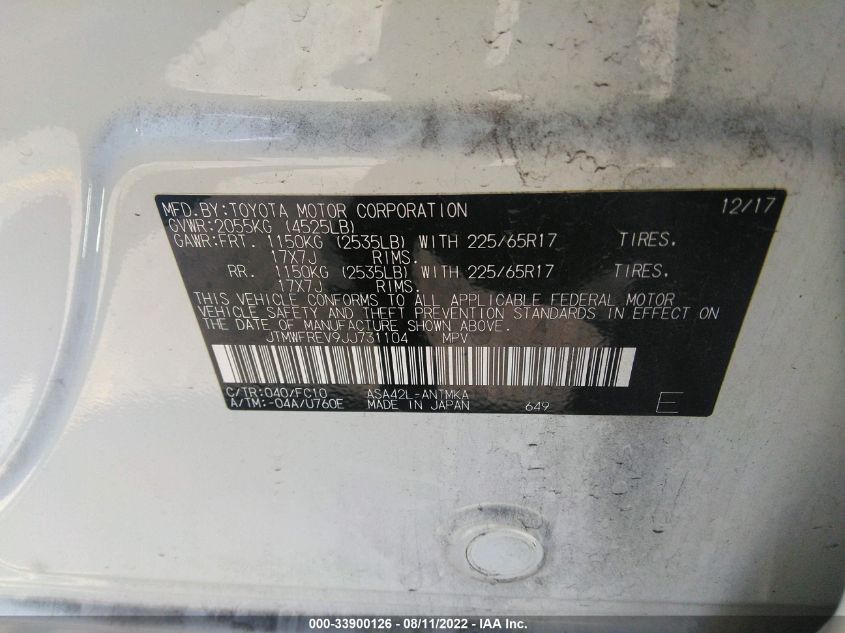 MFD.BY:TOYOTA MOTOR CORPORATION 12/17
GVWR:2055KG (4525LB)
GAWR:FRT. 1150KG (2535LB) WITH 225/65R17 TIRES.
17X7J RIMS.
RR. 1150KG (2535LB) WITH 225/65R17 TIRES.
17X7J RIMS.
THIS VEHICLE CONFORMS TO ALL APPLICABLE FEDERAL MOTOR
VEHICLE SAFETY AND THEFT PREVENTION STANDARDS IN EFFECT ON
THE DATE OF MANUFACTURE SHOWN ABOVE.
JTMWFREV9JJ731104 MPV
C/TR:040/FC10 ASA42L-ANTMKA
A/TM:-04A/U760E MADE IN JAPAN 649 E
000-33900126 - 08/11/2022 - IAA Inc.